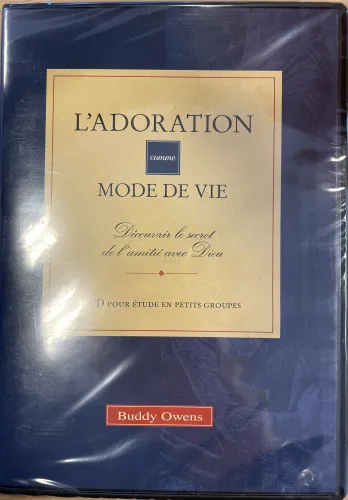 L'ADORATION
comme
MODE DE VIE
Découvrir le secret
de l'amitié avec Dieu
D POUR ÉTUDE EN PETITS GROUPES
Buddy Owens